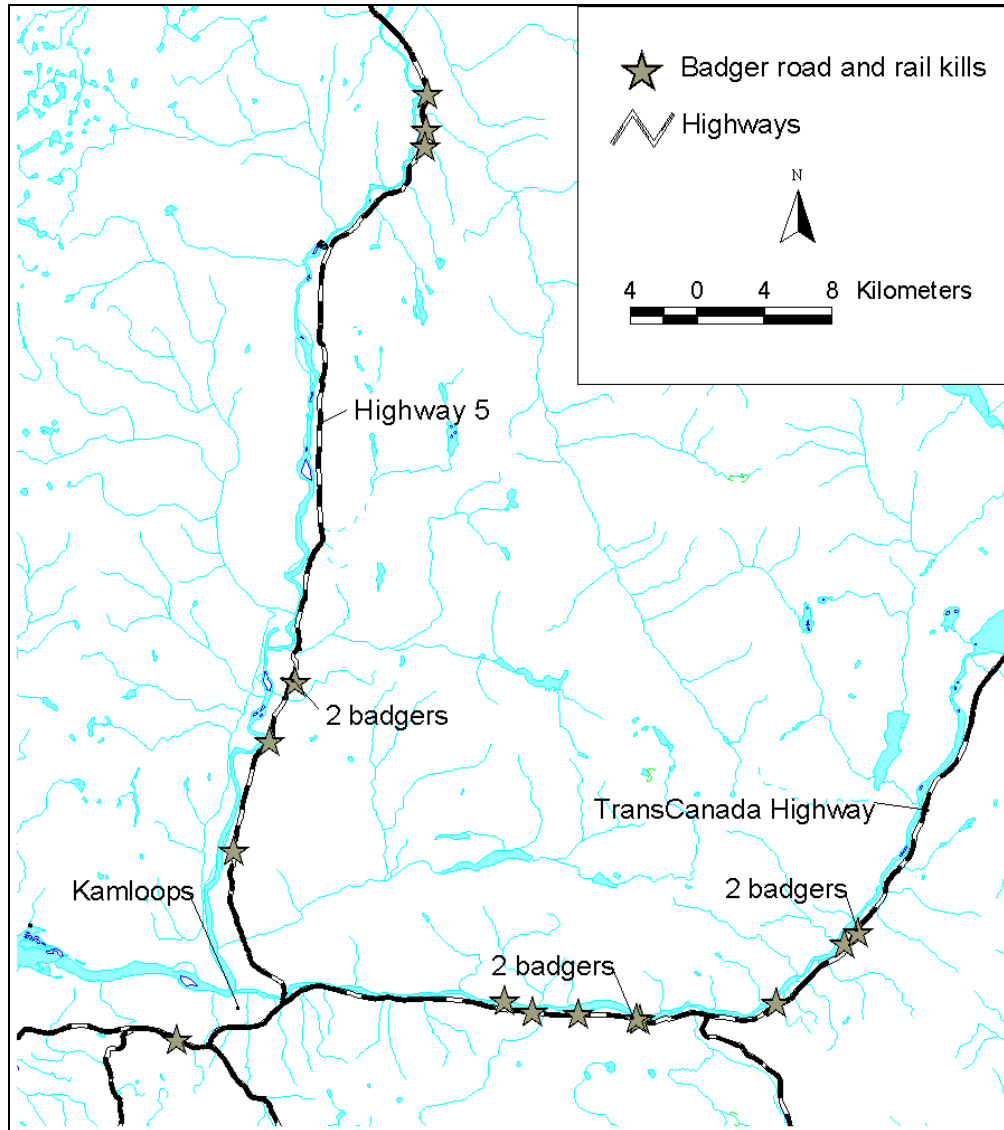 Badger road and rail kills
Highways
N
4 0 4 8 Kilometers
Highway 5
2 badgers
TransCanada Highway
Kamloops
2 badgers
2 badgers